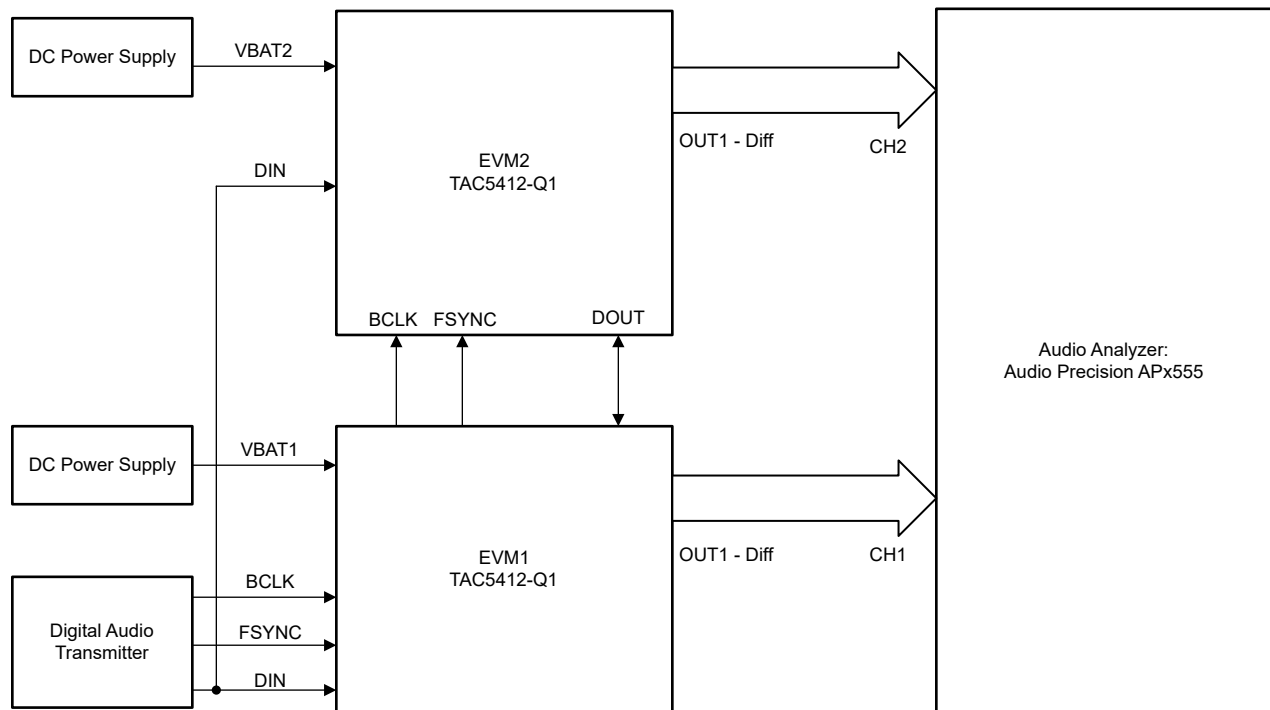 DC Power Supply
VBAT2
DIN
EVM2
TAC5412-Q1
BCLK
FSYNC
DOUT
OUT1 - Diff
CH2
Audio Analyzer:
Audio Precision APx555
DC Power Supply
VBAT1
EVM1
TAC5412-Q1
OUT1 - Diff
CH1
Digital Audio
Transmitter
BCLK
FSYNC
DIN